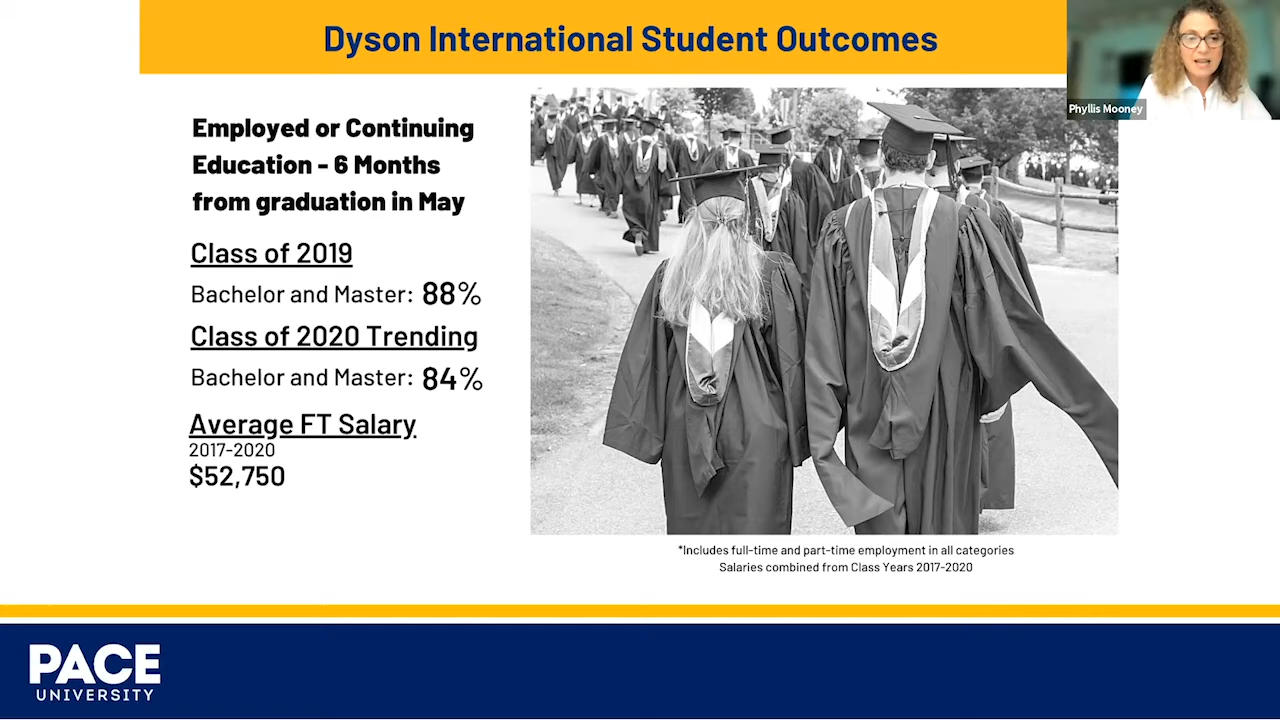 Dyson International Student Outcomes
Phyllis Mooney
Employed or Continuing
Education - 6 Months
from graduation in May
Class of 2019
Bachelor and Master: 88%
Class of 2020 Trending
Bachelor and Master: 84%
Average FT Salary
2017-2020
$52,750
*Includes full-time and part-time employment in all categories
Salaries combined from Class Years 2017-2020
PACE
UNIVERSITY